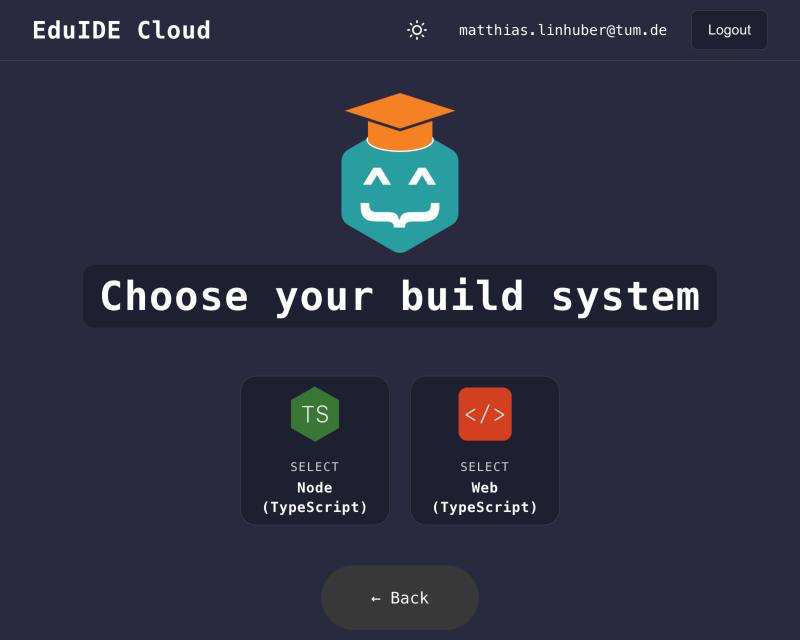 EduIDE Cloud
matthias.linhuber@tum.de
Logout
Choose your build system
TS
</>
SELECT
Node
(TypeScript)
SELECT
Web
(TypeScript)
← Back